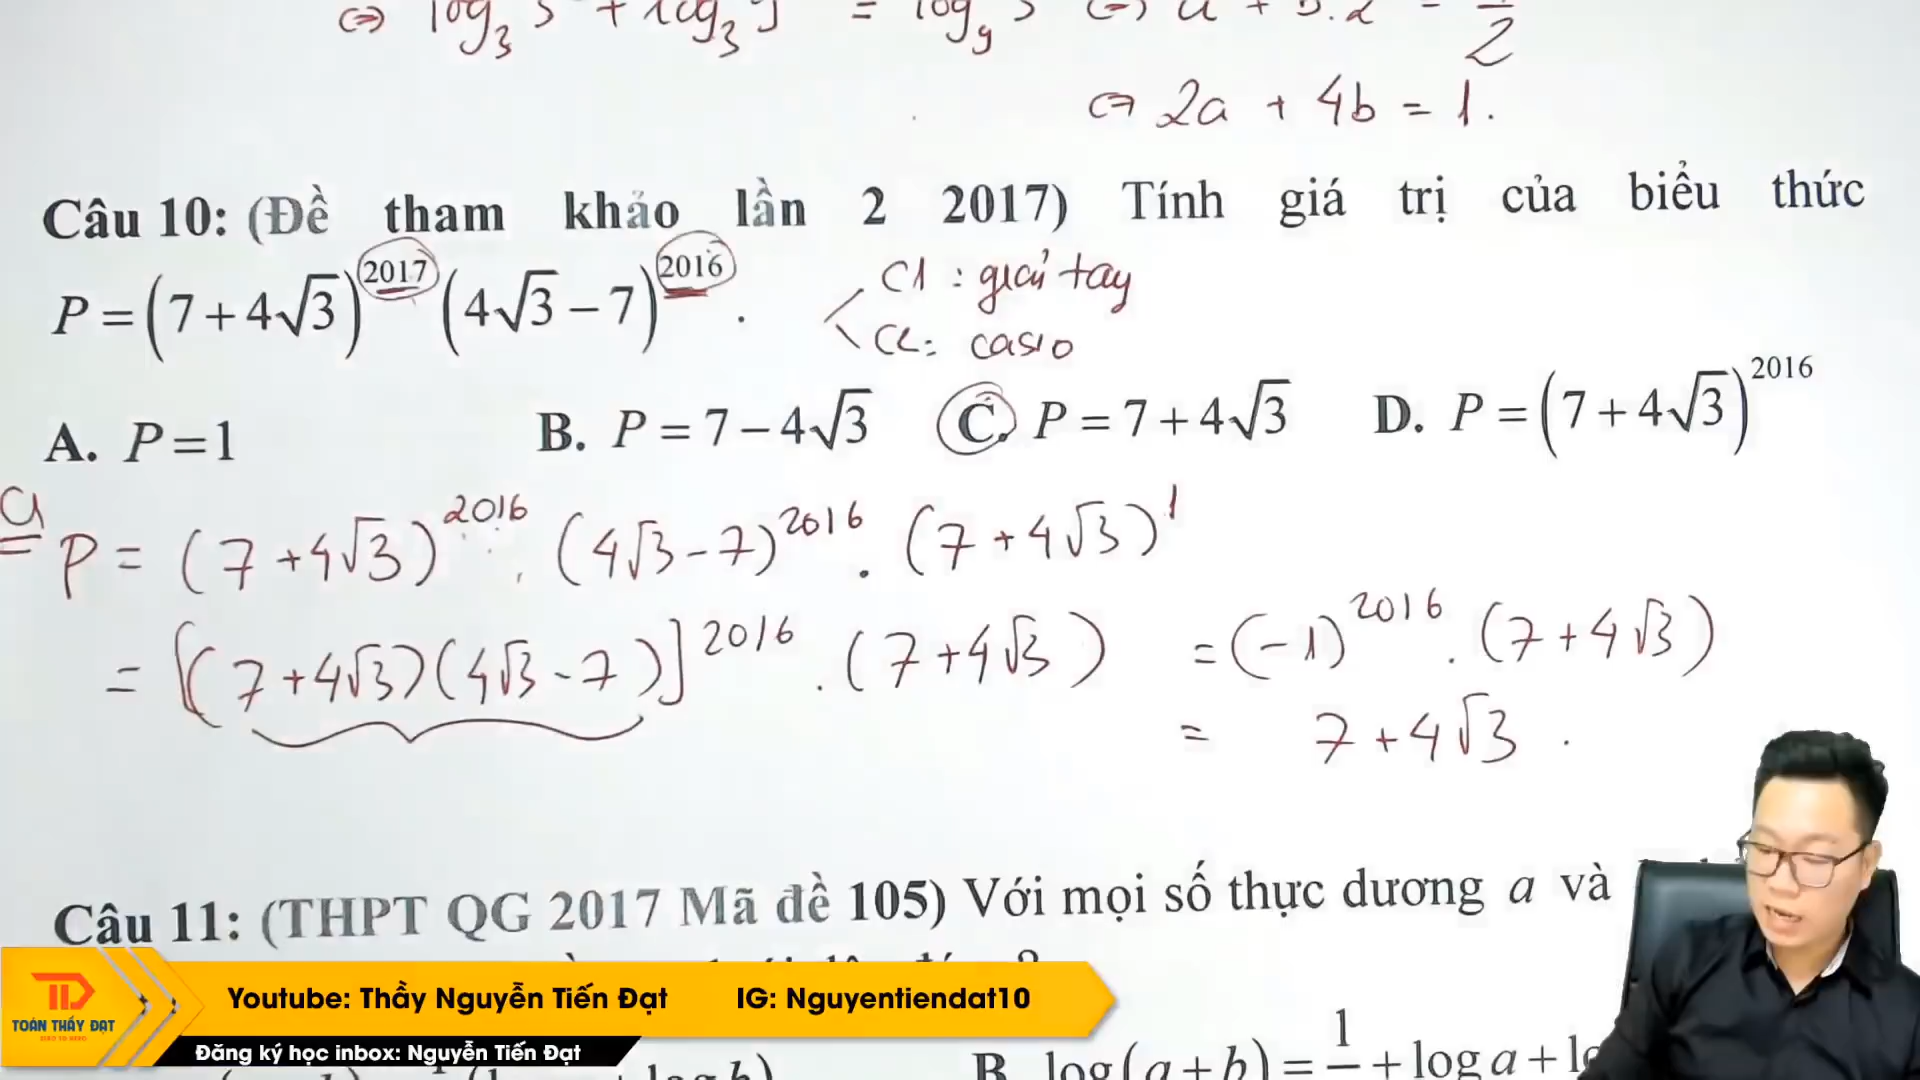 ⇔ log₃ 3 + log₃ 9 = log₉ 3 ⇔ a + b.2 = 1/2
⇔ 2a + 4b = 1.
Câu 10: (Đề tham khảo lần 2 2017) Tính giá trị của biểu thức
P = (7 + 4√3)^2017 (4√3 − 7)^2016 .
C1 : giải tay
C2: casio
A. P = 1 B. P = 7 − 4√3 C. P = 7 + 4√3 D. P = (7 + 4√3)^2016
C1
P = (7 + 4√3)^2016 . (4√3 − 7)^2016 . (7 + 4√3)^1
= [(7 + 4√3)(4√3 − 7)]^2016 . (7 + 4√3) = (−1)^2016 . (7 + 4√3)
= 7 + 4√3 .
Câu 11: (THPT QG 2017 Mã đề 105) Với mọi số thực dương a và
TOÁN THẦY ĐẠT
Youtube: Thầy Nguyễn Tiến Đạt IG: Nguyentiendat10
Đăng ký học inbox: Nguyễn Tiến Đạt
B. log(a + b) = 1 + log a +